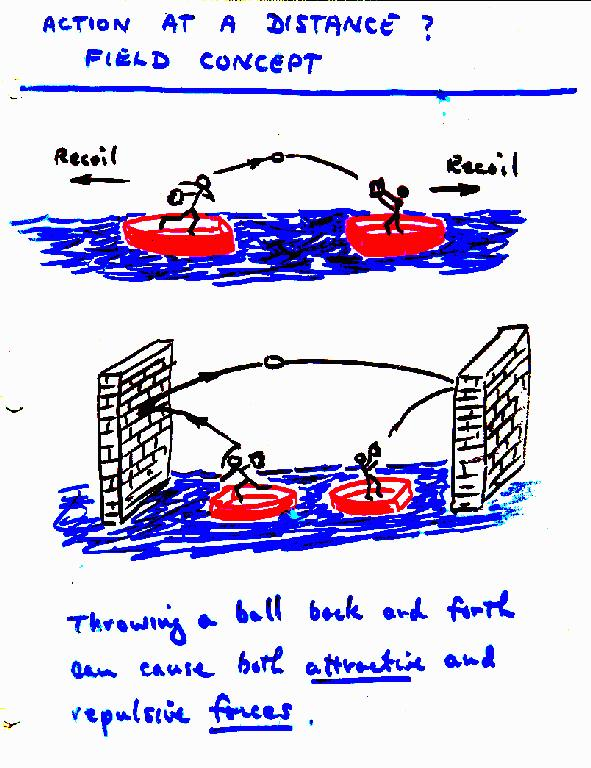 ACTION AT A DISTANCE ?
FIELD CONCEPT
Recoil
Recoil
Throwing a ball back and forth
can cause both attractive and
repulsive forces.